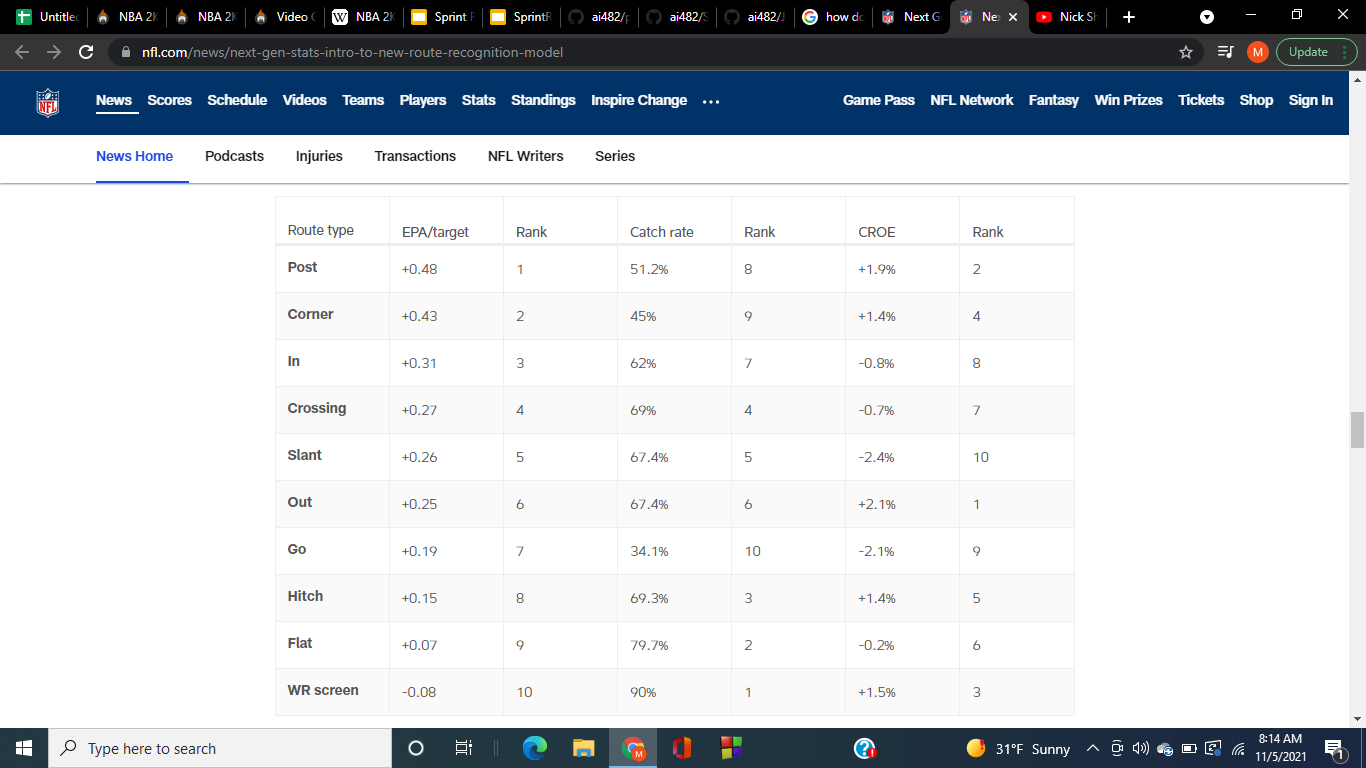 Untitle NBA 2K NBA 2K Video G NBA 2K Sprint SprintR ai482/ ai482/ ai482/ how do Next G Nex Nick Sh
nfl.com/news/next-gen-stats-intro-to-new-route-recognition-model M Update
NFL News Scores Schedule Videos Teams Players Stats Standings Inspire Change ... Game Pass NFL Network Fantasy Win Prizes Tickets Shop Sign In
News Home Podcasts Injuries Transactions NFL Writers Series
Route type EPA/target Rank Catch rate Rank CROE Rank
Post +0.48 1 51.2% 8 +1.9% 2
Corner +0.43 2 45% 9 +1.4% 4
In +0.31 3 62% 7 -0.8% 8
Crossing +0.27 4 69% 4 -0.7% 7
Slant +0.26 5 67.4% 5 -2.4% 10
Out +0.25 6 67.4% 6 +2.1% 1
Go +0.19 7 34.1% 10 -2.1% 9
Hitch +0.15 8 69.3% 3 +1.4% 5
Flat +0.07 9 79.7% 2 -0.2% 6
WR screen -0.08 10 90% 1 +1.5% 3
Type here to search 31°F Sunny 8:14 AM
11/5/2021 1